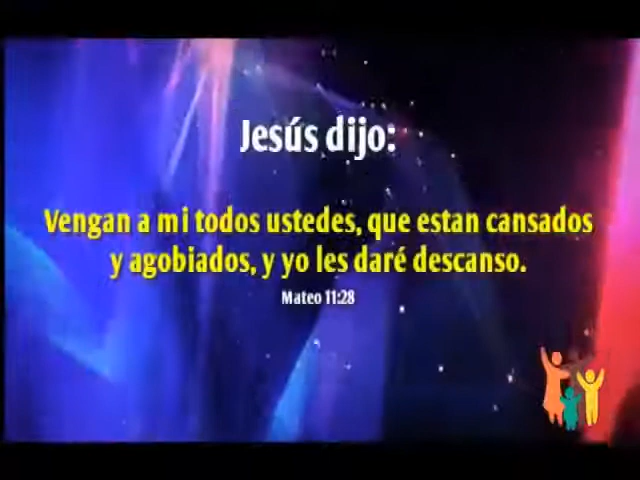 Jesús dijo:
Vengan a mi todos ustedes, que estan cansados
y agobiados, y yo les daré descanso.
Mateo 11:28